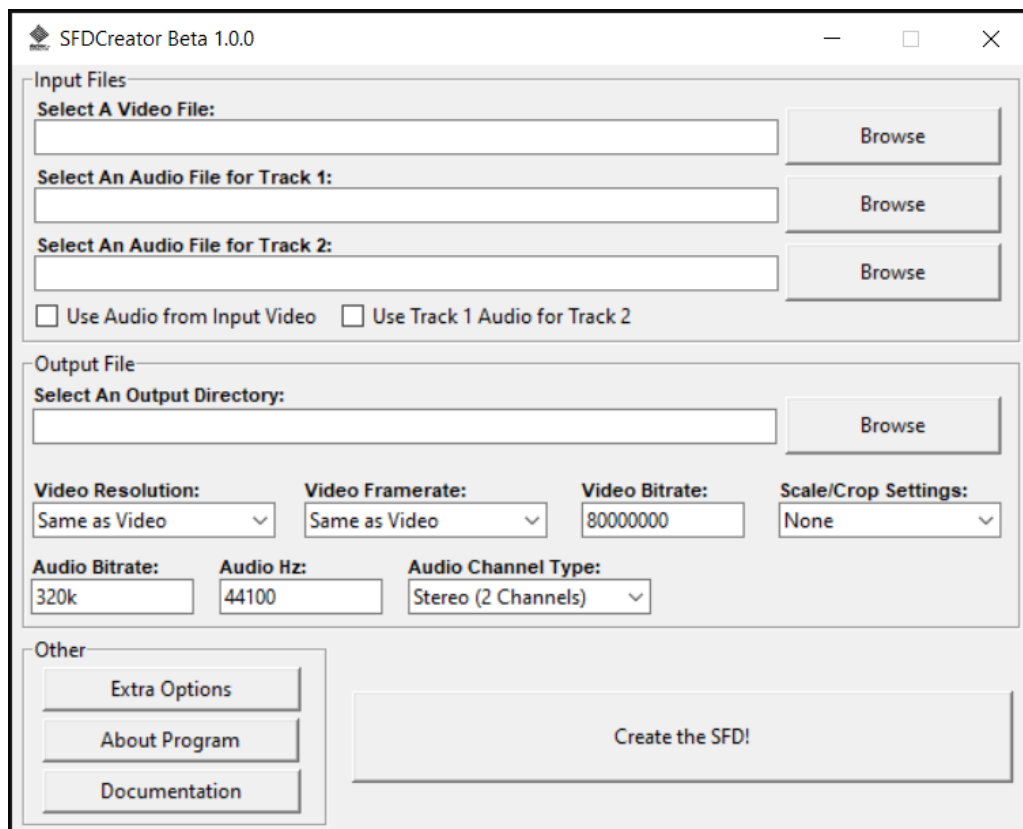 SFDCreator Beta 1.0.0
Input Files
Select A Video File:
Browse
Select An Audio File for Track 1:
Browse
Select An Audio File for Track 2:
Browse
Use Audio from Input Video Use Track 1 Audio for Track 2
Output File
Select An Output Directory:
Browse
Video Resolution: Video Framerate: Video Bitrate: Scale/Crop Settings:
Same as Video Same as Video 80000000 None
Audio Bitrate: Audio Hz: Audio Channel Type:
320k 44100 Stereo (2 Channels)
Other
Extra Options
About Program
Documentation
Create the SFD!